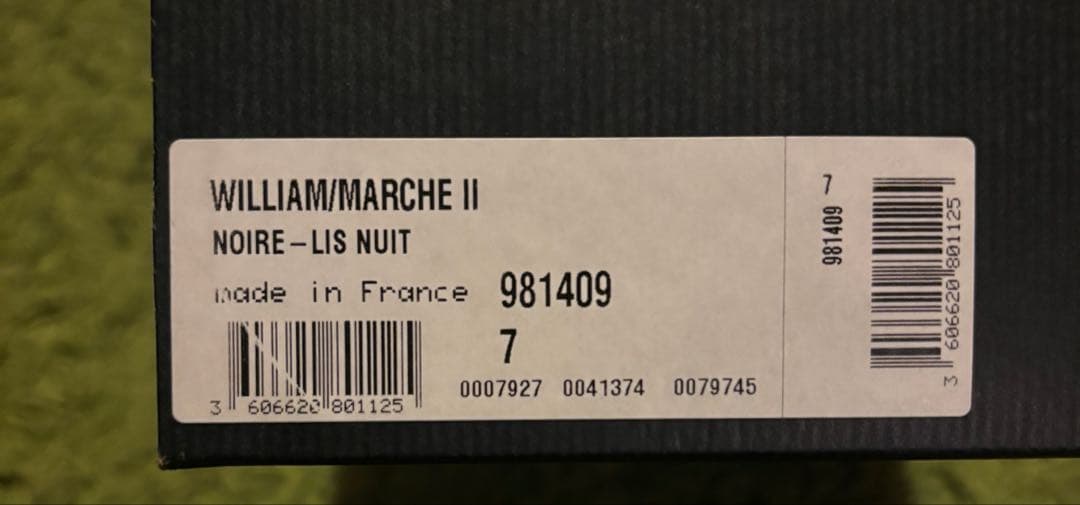 WILLIAM/MARCHE II
NOIRE-LIS NUIT
made in France 981409
7
0007927 0041374 0079745
3 606620 801125
7
981409
3 606620 801125